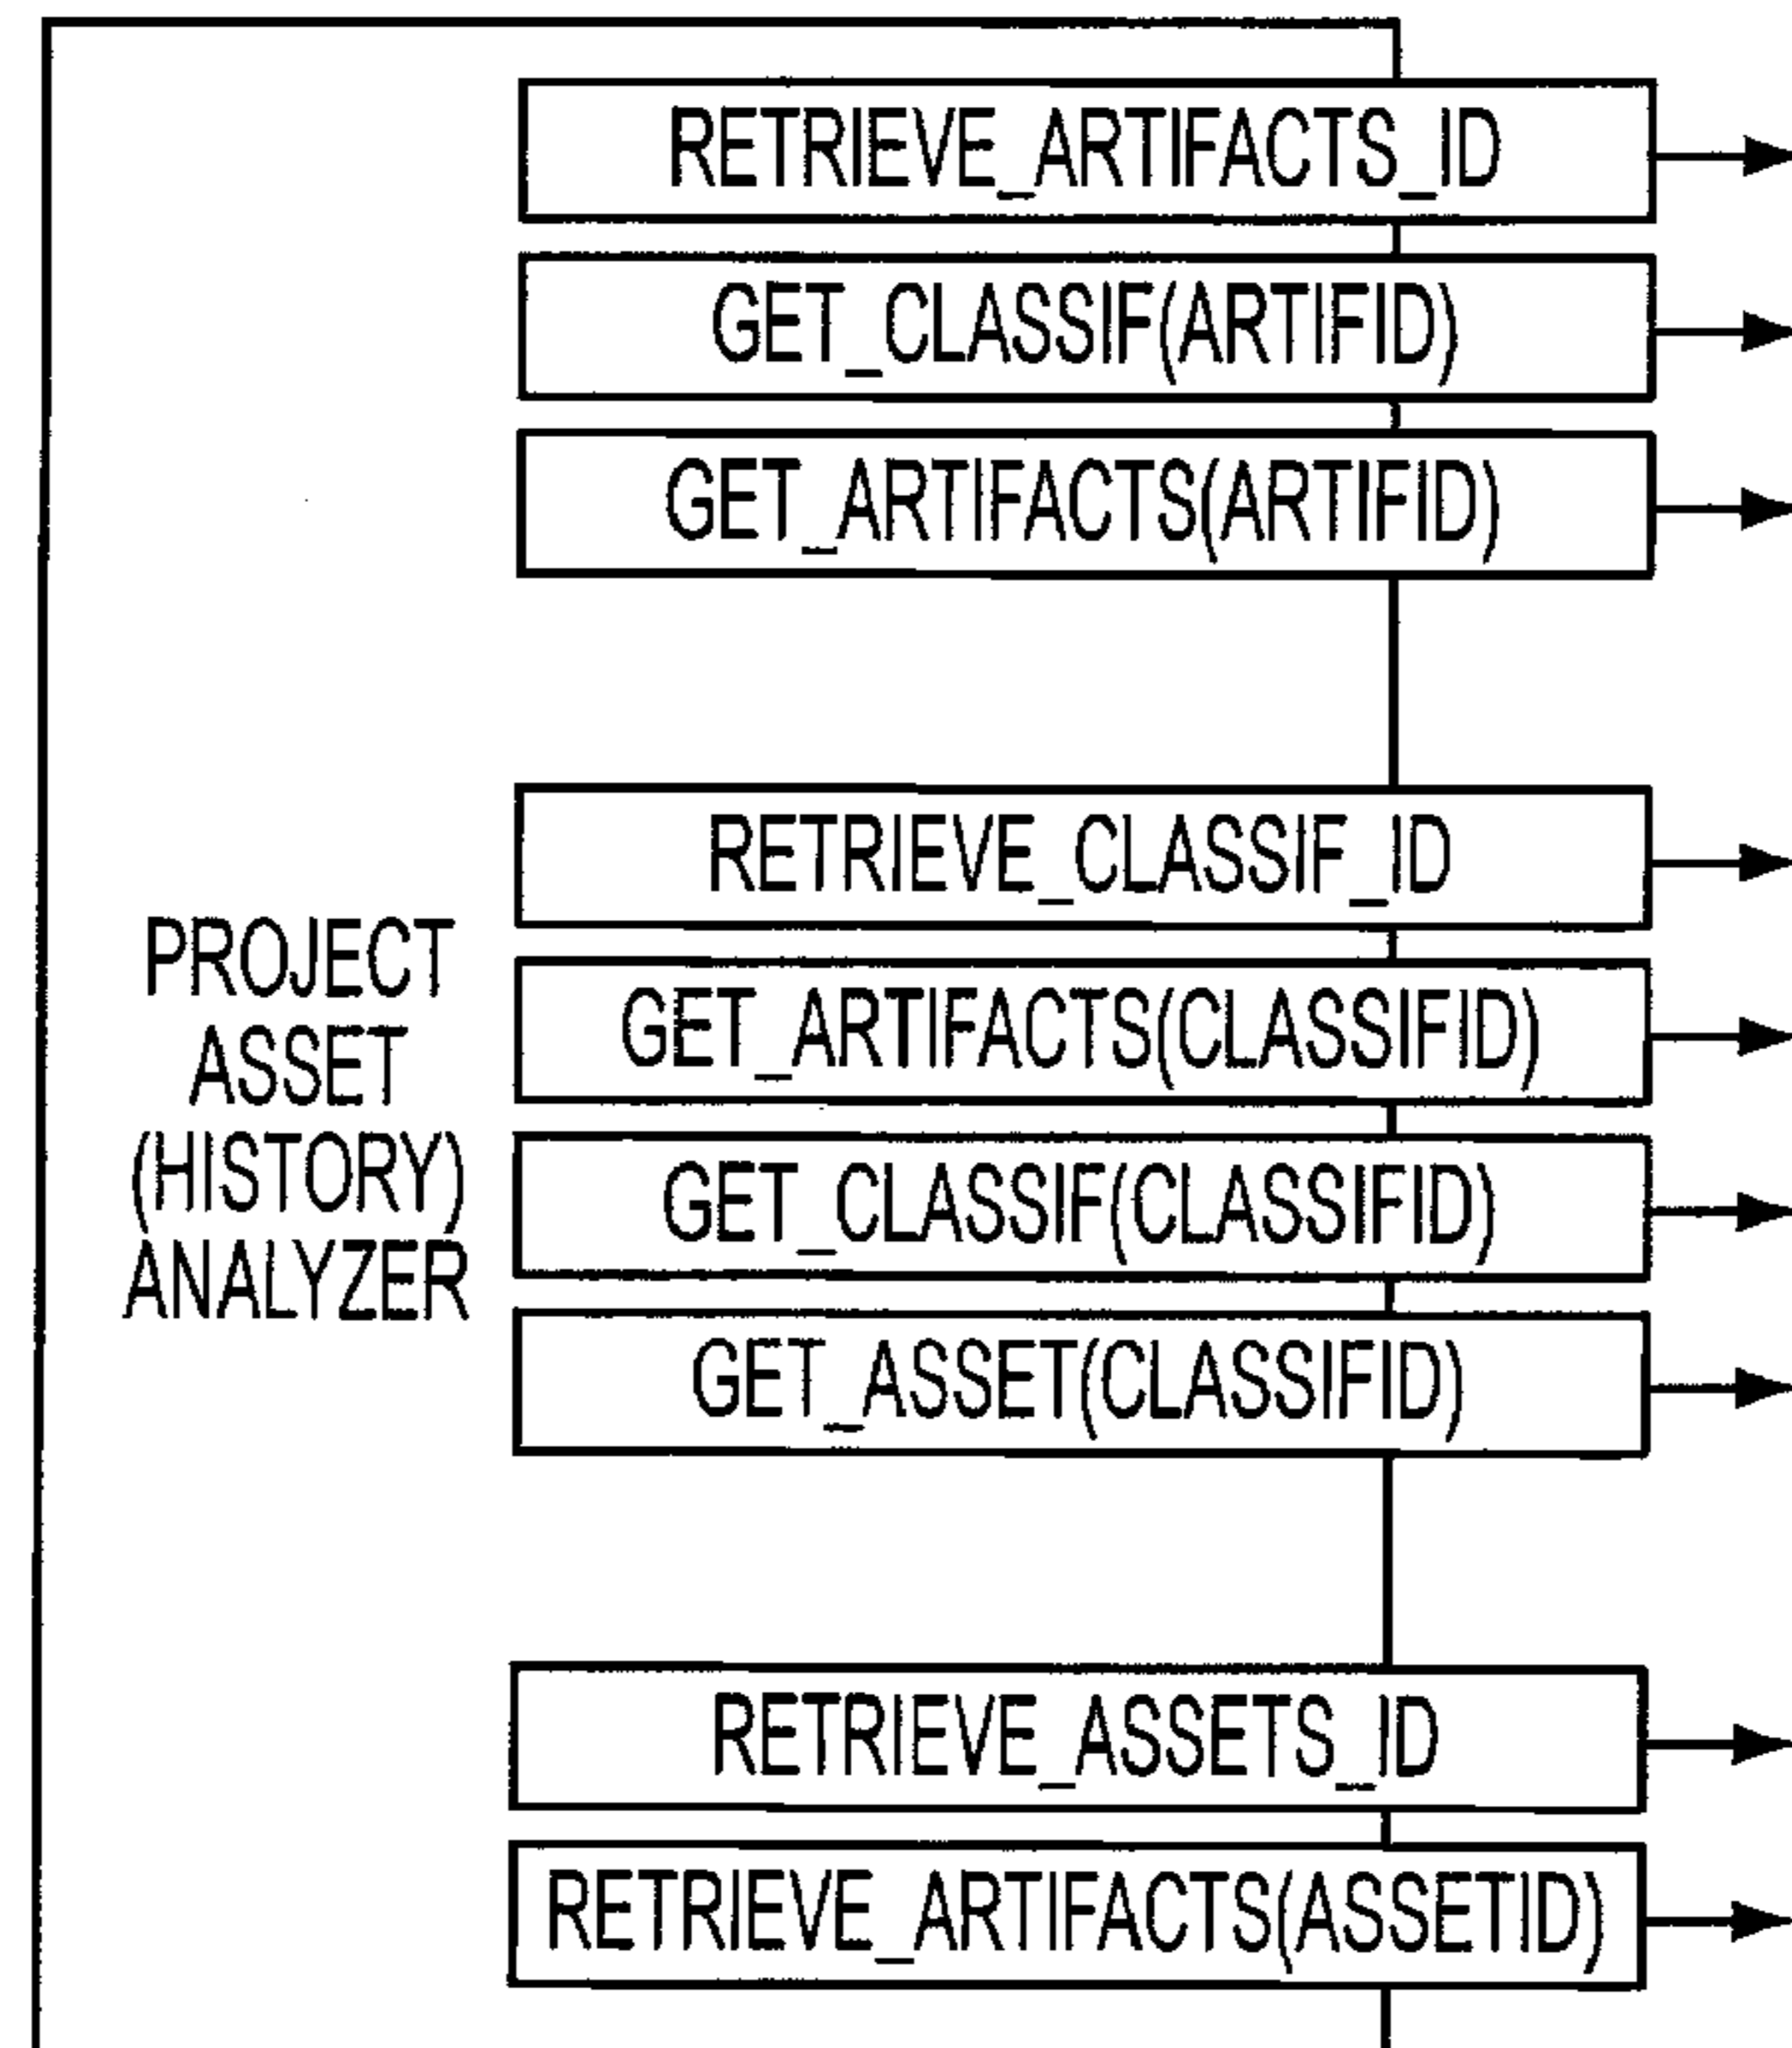 RETRIEVE_ARTIFACTS_ID
GET_CLASSIF(ARTIFID)
GET_ARTIFACTS(ARTIFID)
RETRIEVE_CLASSIF_ID
PROJECT
ASSET
(HISTORY)
ANALYZER
GET_ARTIFACTS(CLASSIFID)
GET_CLASSIF(CLASSIFID)
GET_ASSET(CLASSIFID)
RETRIEVE_ASSETS_ID
RETRIEVE_ARTIFACTS(ASSETID)